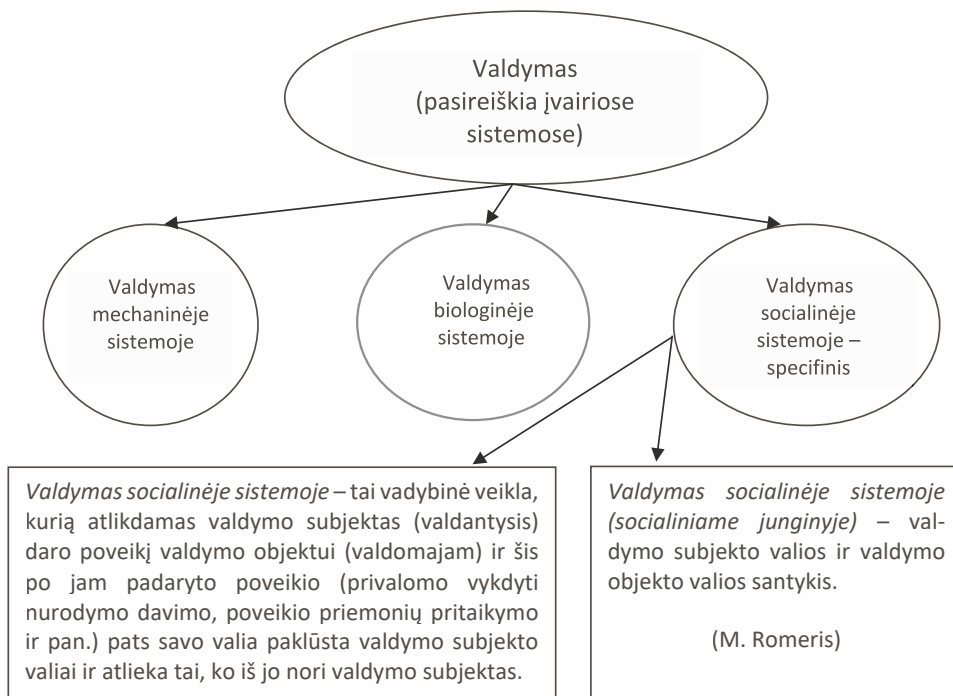 Valdymas
(pasireiškia įvairiose
sistemose)
Valdymas
mechaninėje
sistemoje
Valdymas
biologinėje
sistemoje
Valdymas
socialinėje
sistemoje –
specifinis
Valdymas socialinėje sistemoje – tai vadybinė veikla,
kurią atlikdamas valdymo subjektas (valdantysis)
daro poveikį valdymo objektui (valdomajam) ir šis
po jam padaryto poveikio (privalomo vykdyti
nurodymo davimo, poveikio priemonių pritaikymo
ir pan.) pats savo valia paklūsta valdymo subjekto
valiai ir atlieka tai, ko iš jo nori valdymo subjektas.
Valdymas socialinėje sistemoje
(socialiniame junginyje) – val-
dymo subjekto valios ir valdymo
objekto valios santykis.
(M. Romeris)